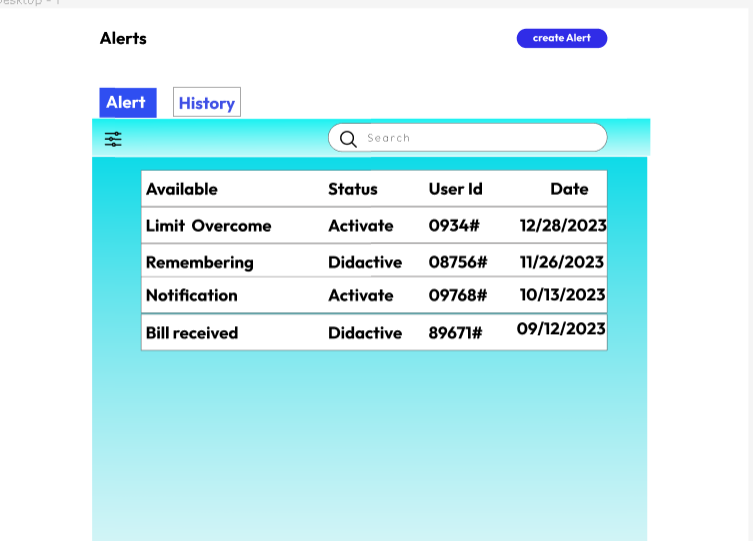 Desktop - 1
Alerts create Alert
Alert History
Search
Available Status User Id Date
Limit Overcome Activate 0934# 12/28/2023
Remembering Didactive 08756# 11/26/2023
Notification Activate 09768# 10/13/2023
Bill received Didactive 89671# 09/12/2023